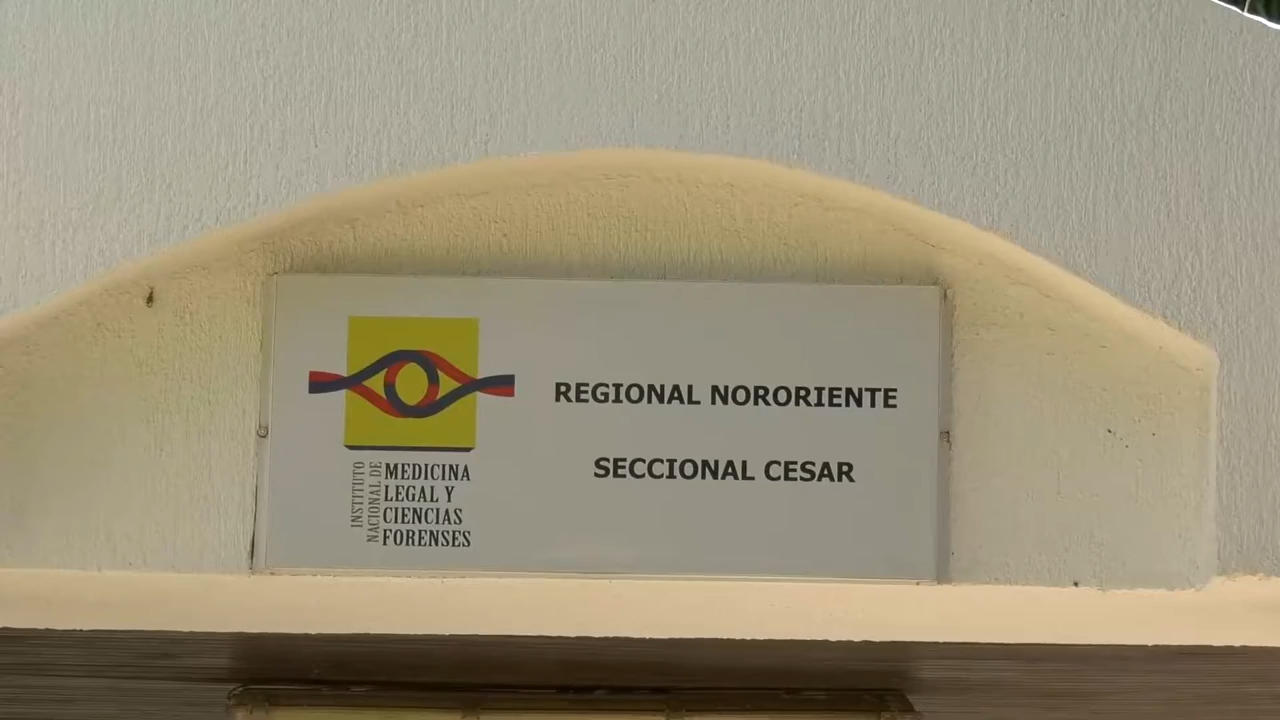 INSTITUTO
NACIONAL DE
MEDICINA
LEGAL Y
CIENCIAS
FORENSES
REGIONAL NORORIENTE
SECCIONAL CESAR